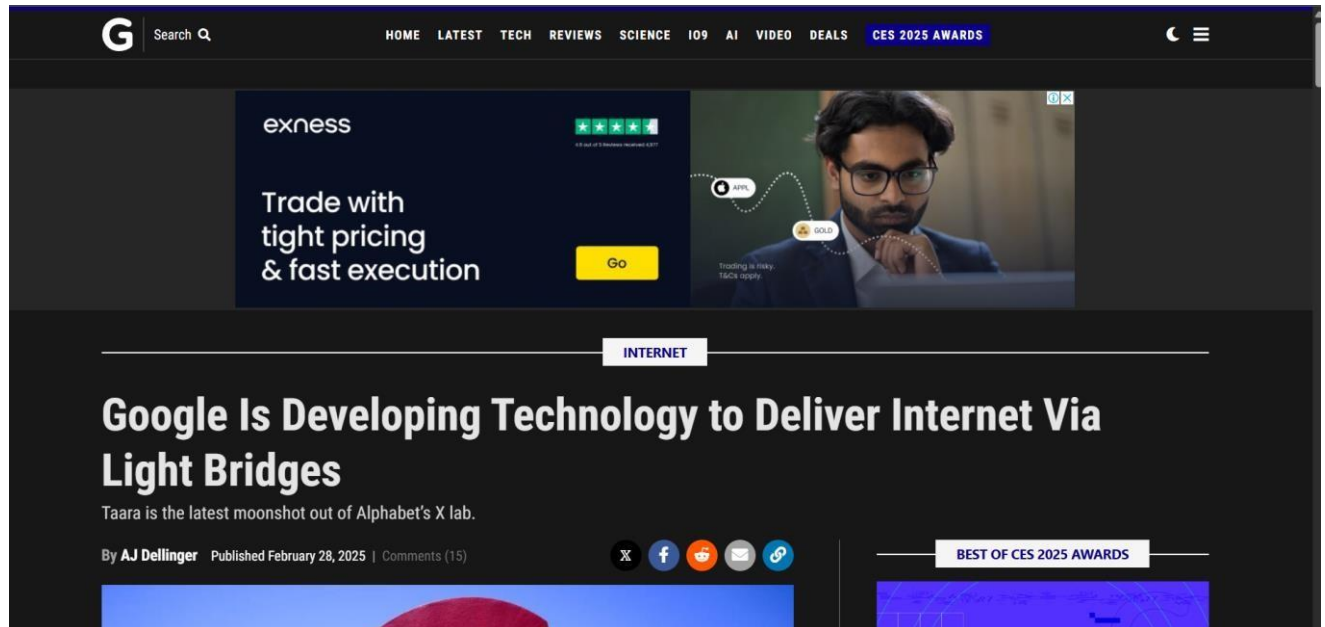 G
Search
HOME LATEST TECH REVIEWS SCIENCE IO9 AI VIDEO DEALS CES 2025 AWARDS
exness
Trade with
tight pricing
& fast execution
Go
APPL
GOLD
Trading is risky.
T&Cs apply.
INTERNET
Google Is Developing Technology to Deliver Internet Via
Light Bridges
Taara is the latest moonshot out of Alphabet’s X lab.
By AJ Dellinger Published February 28, 2025 | Comments (15)
BEST OF CES 2025 AWARDS